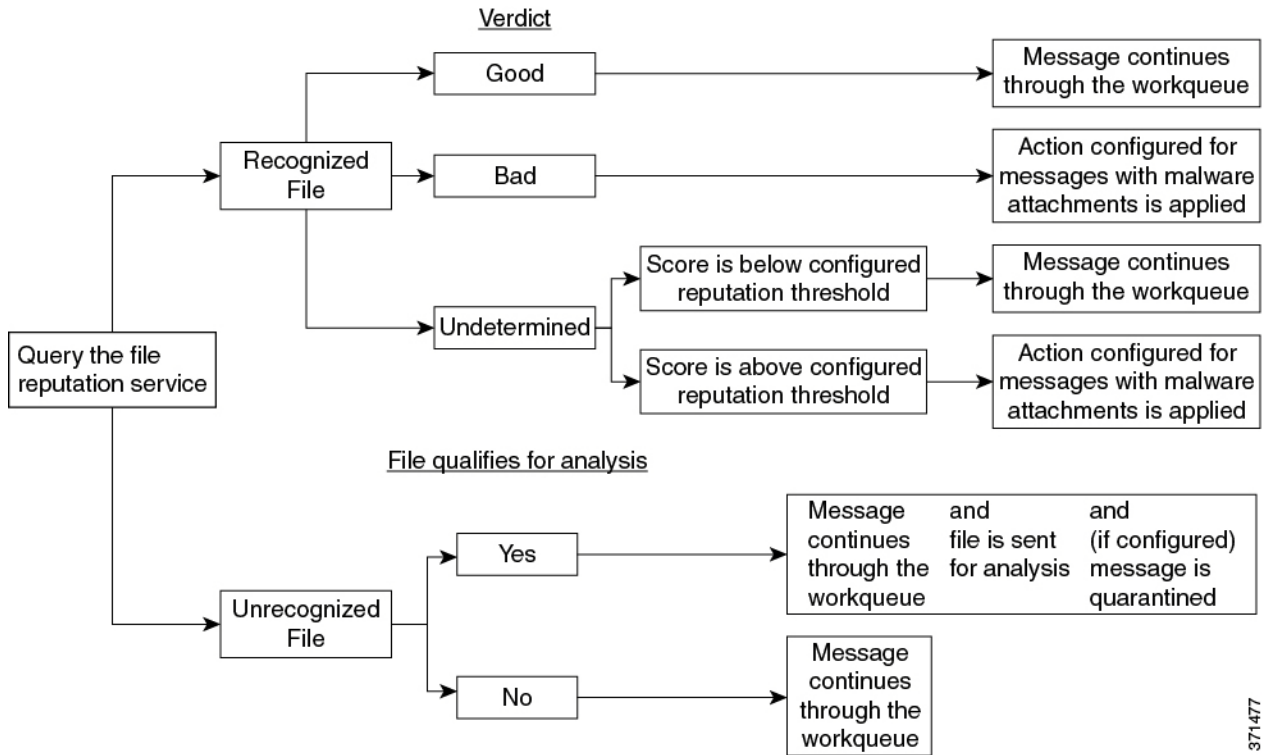 Verdict
Good
Message continues
through the workqueue
Recognized
File
Bad
Action configured for
messages with malware
attachments is applied
Undetermined
Score is below configured
reputation threshold
Message continues
through the workqueue
Score is above configured
reputation threshold
Action configured for
messages with malware
attachments is applied
Query the file
reputation service
File qualifies for analysis
Unrecognized
File
Yes
Message and and
continues file is sent (if configured)
through the for analysis message is
workqueue quarantined
No
Message
continues
through the
workqueue
371477